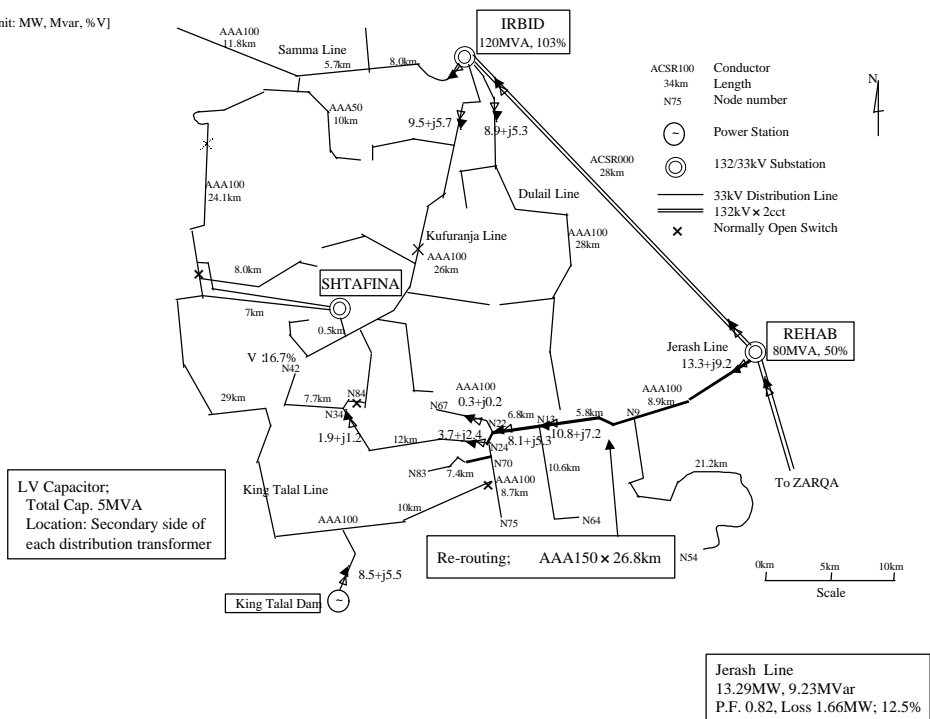 nit: MW, Mvar, %V]
IRBID
120MVA, 103%
AAA100
11.8km
Samma Line
5.7km
8.0km
ACSR100
Conductor
34km
Length
N75
Node number
N
~
Power Station
132/33kV Substation
33kV Distribution Line
132kV × 2cct
Normally Open Switch
AAA50
10km
9.5+j5.7
8.9+j5.3
ACSR000
28km
AAA100
24.1km
Dulail Line
Kufuranja Line
AAA100
28km
AAA100
26km
8.0km
SHTAFINA
7km
0.5km
REHAB
80MVA, 50%
Jerash Line
13.3+j9.2
V :16.7%
N42
AAA100
0.3+j0.2
AAA100
8.9km
29km
7.7km
N84
N34
N67
6.8km
N13
5.8km
N9
N22
1.9+j1.2
12km
3.7+j2.4
8.1+j5.3
10.8+j7.2
N24
N70
N83
7.4km
AAA100
8.7km
10.6km
21.2km
To ZARQA
LV Capacitor;
Total Cap. 5MVA
Location: Secondary side of
each distribution transformer
King Talal Line
AAA100
10km
N75
N64
N54
Re-routing; AAA150 × 26.8km
0km
5km
10km
Scale
8.5+j5.5
King Talal Dam
~
Jerash Line
13.29MW, 9.23MVar
P.F. 0.82, Loss 1.66MW; 12.5%